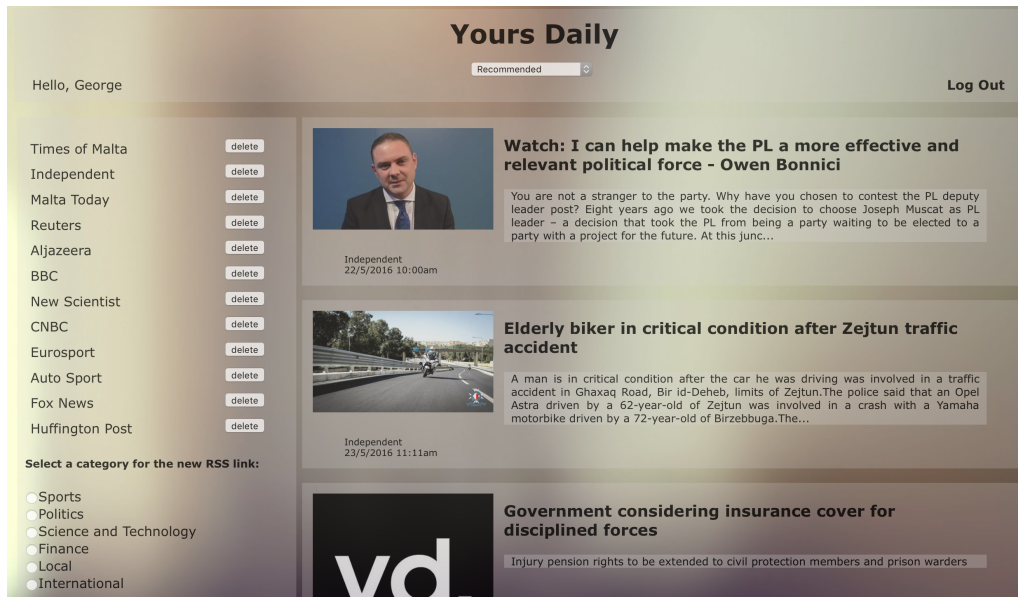 Yours Daily
Recommended
Hello, George
Log Out
Times of Malta
delete
Independent
delete
Malta Today
delete
Reuters
delete
Aljazeera
delete
BBC
delete
New Scientist
delete
CNBC
delete
Eurosport
delete
Auto Sport
delete
Fox News
delete
Huffington Post
delete
Select a category for the new RSS link:
Sports
Politics
Science and Technology
Finance
Local
International
Watch: I can help make the PL a more effective and
relevant political force - Owen Bonnici
You are not a stranger to the party. Why have you chosen to contest the PL deputy
leader post? Eight years ago we took the decision to choose Joseph Muscat as PL
leader – a decision that took the PL from being a party waiting to be elected to a
party with a project for the future. At this junc...
Independent
22/5/2016 10:00am
Elderly biker in critical condition after Zejtun traffic
accident
A man is in critical condition after the car he was driving was involved in a traffic
accident in Ghaxaq Road, Bir id-Deheb, limits of Zejtun.The police said that an Opel
Astra driven by a 62-year-old of Zejtun was involved in a crash with a Yamaha
motorbike driven by a 72-year-old of Birzebbuga.The...
Independent
23/5/2016 11:11am
yd.
Government considering insurance cover for
disciplined forces
Injury pension rights to be extended to civil protection members and prison warders